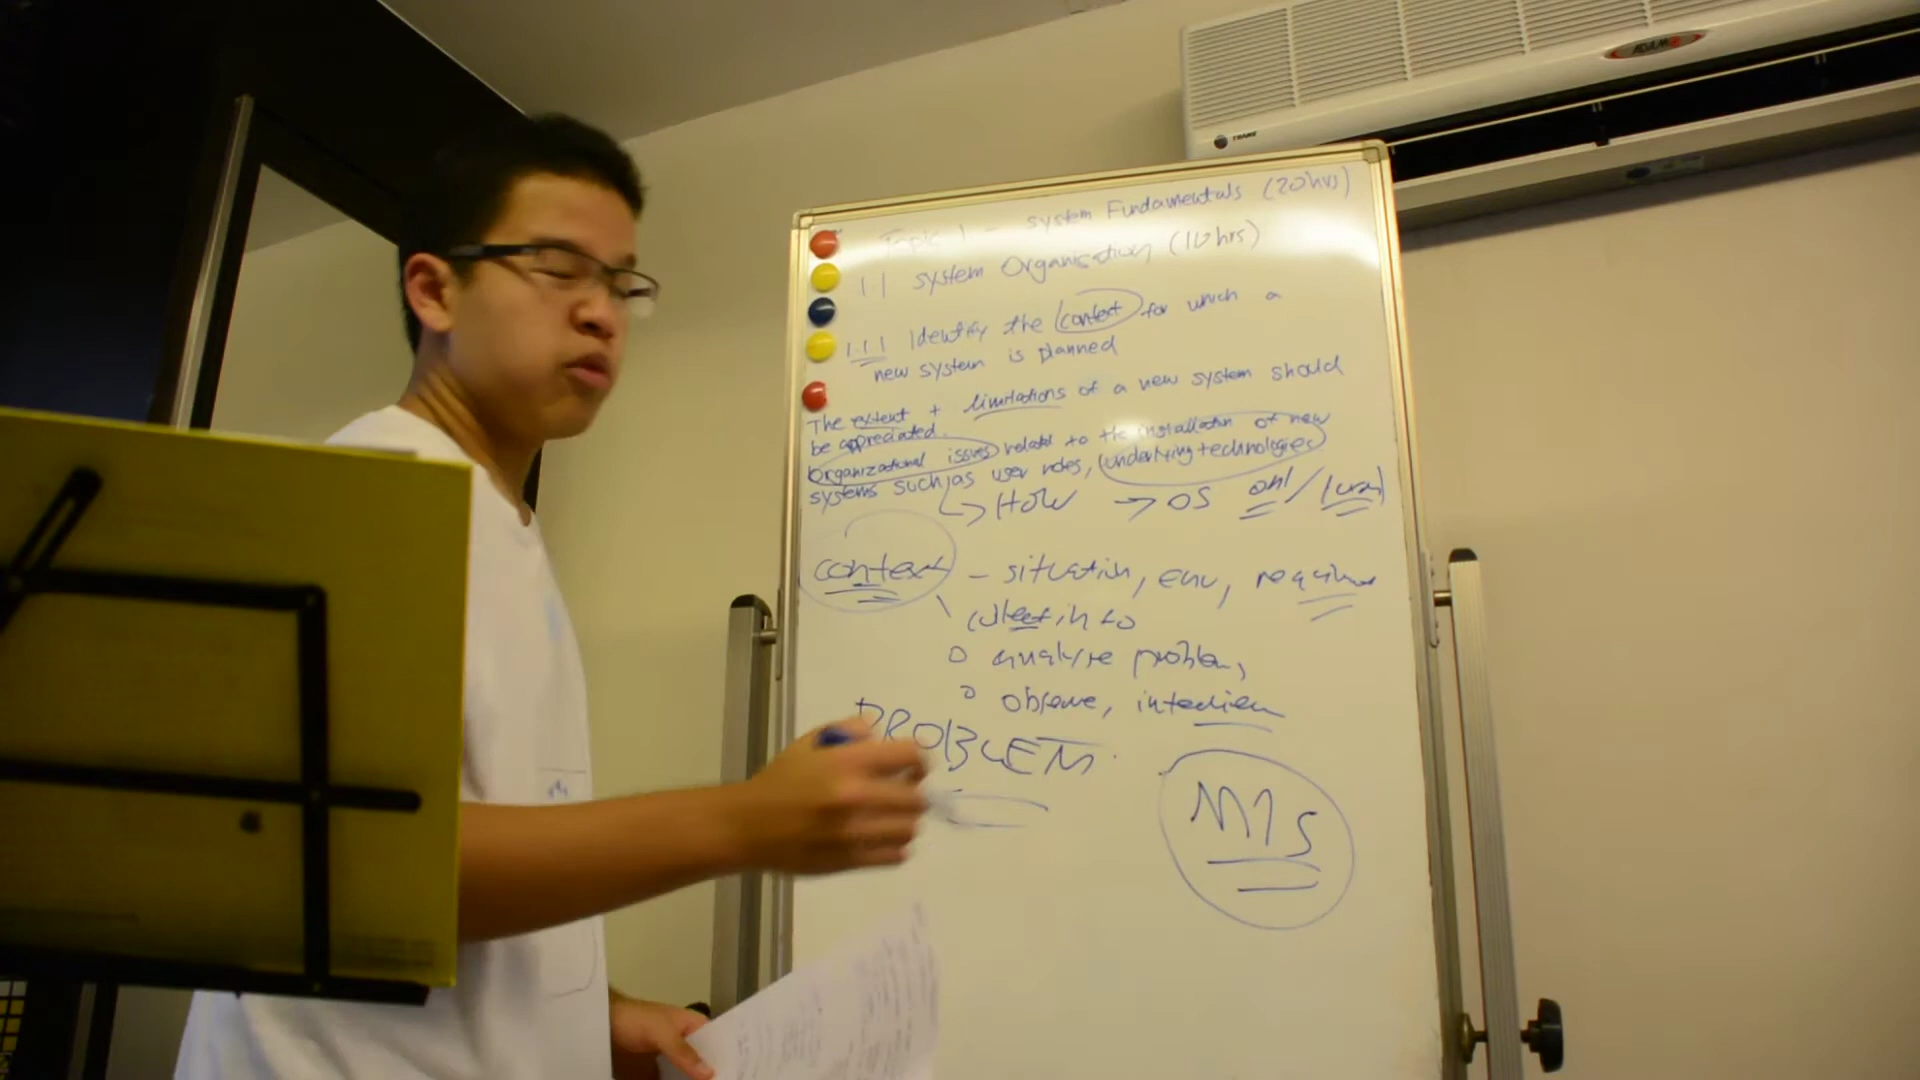 Topic 1 - System Fundamentals (20hrs)
1.1 System Organisation (10hrs)
1.1.1 Identify the context for which a
new system is planned
The extent + limitations of a new system should
be appreciated.
Organizational issues related to the installation of new
systems such as user roles, underlying technologies
→ HOW → OS
context - situation, env,
collect info
o analyse problem,
o observe, interview
PROBLEM
MIS
TRANE